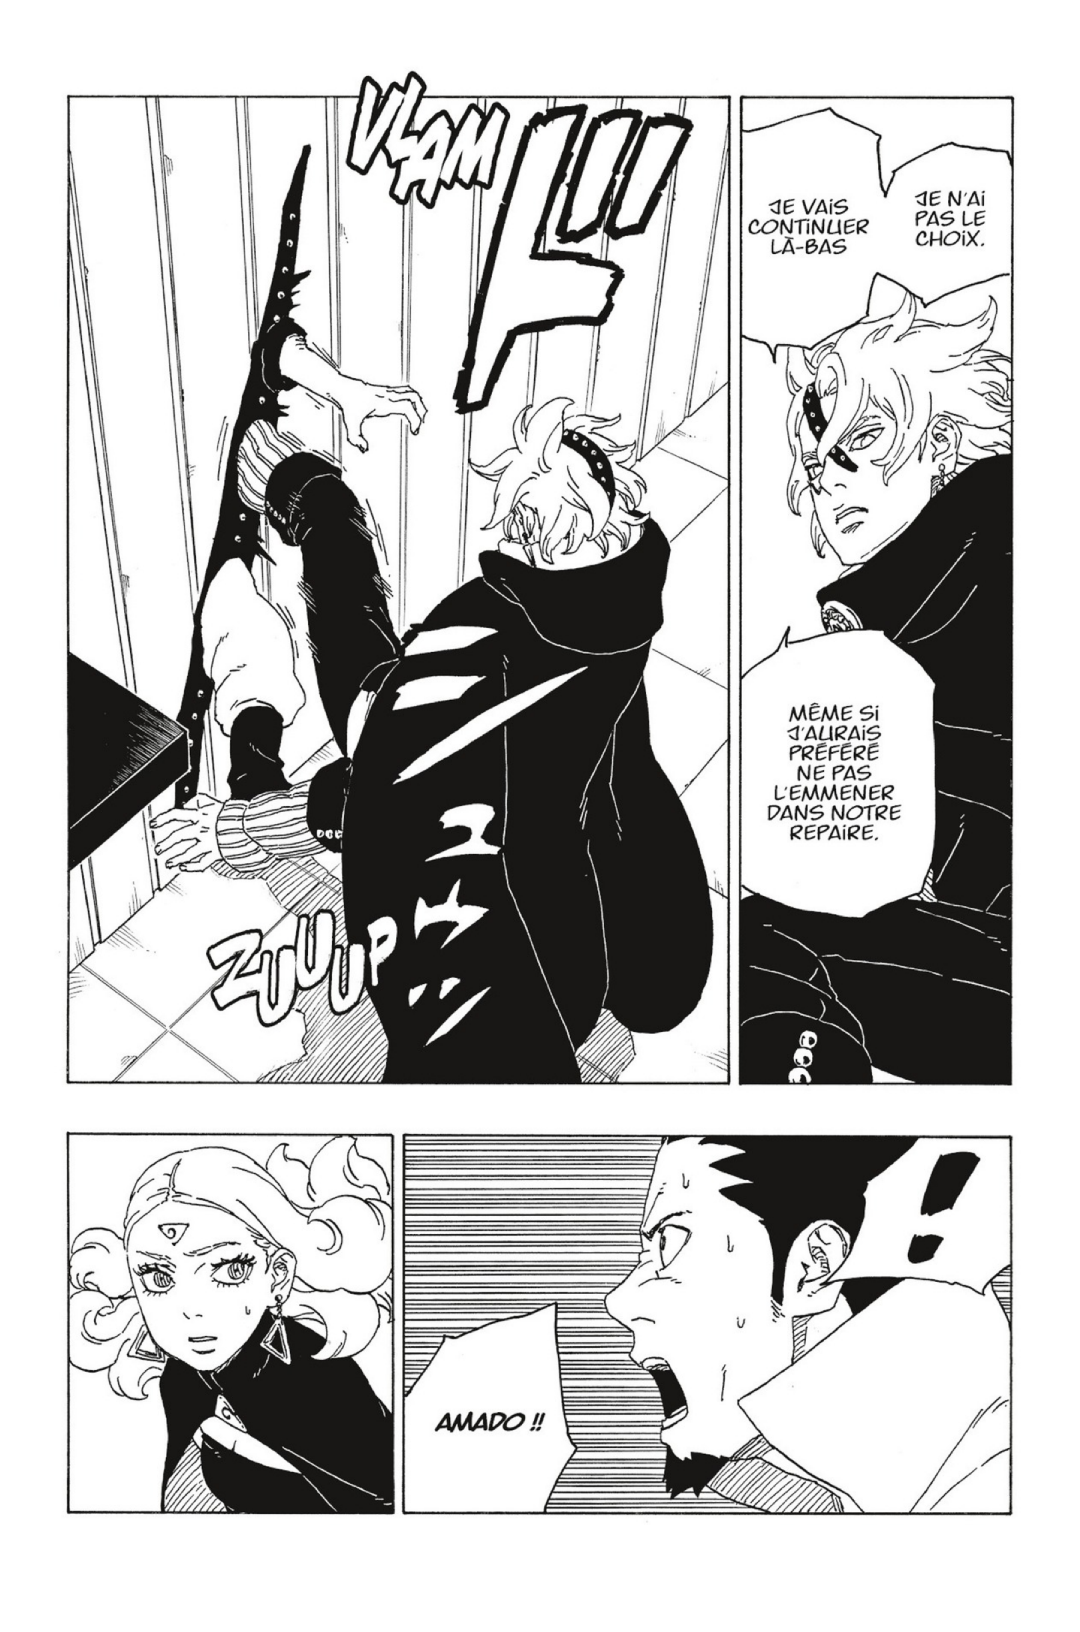 JE N'AI
PAS LE
CHOIX.
JE VAIS
CONTINUER
LÀ-BAS
MÊME SI
J'AURAIS
PRÉFÉRÉ
NE PAS
L'EMMENER
DANS NOTRE
REPAIRE.
VLAM
ZUUUP
!
AMADO !!